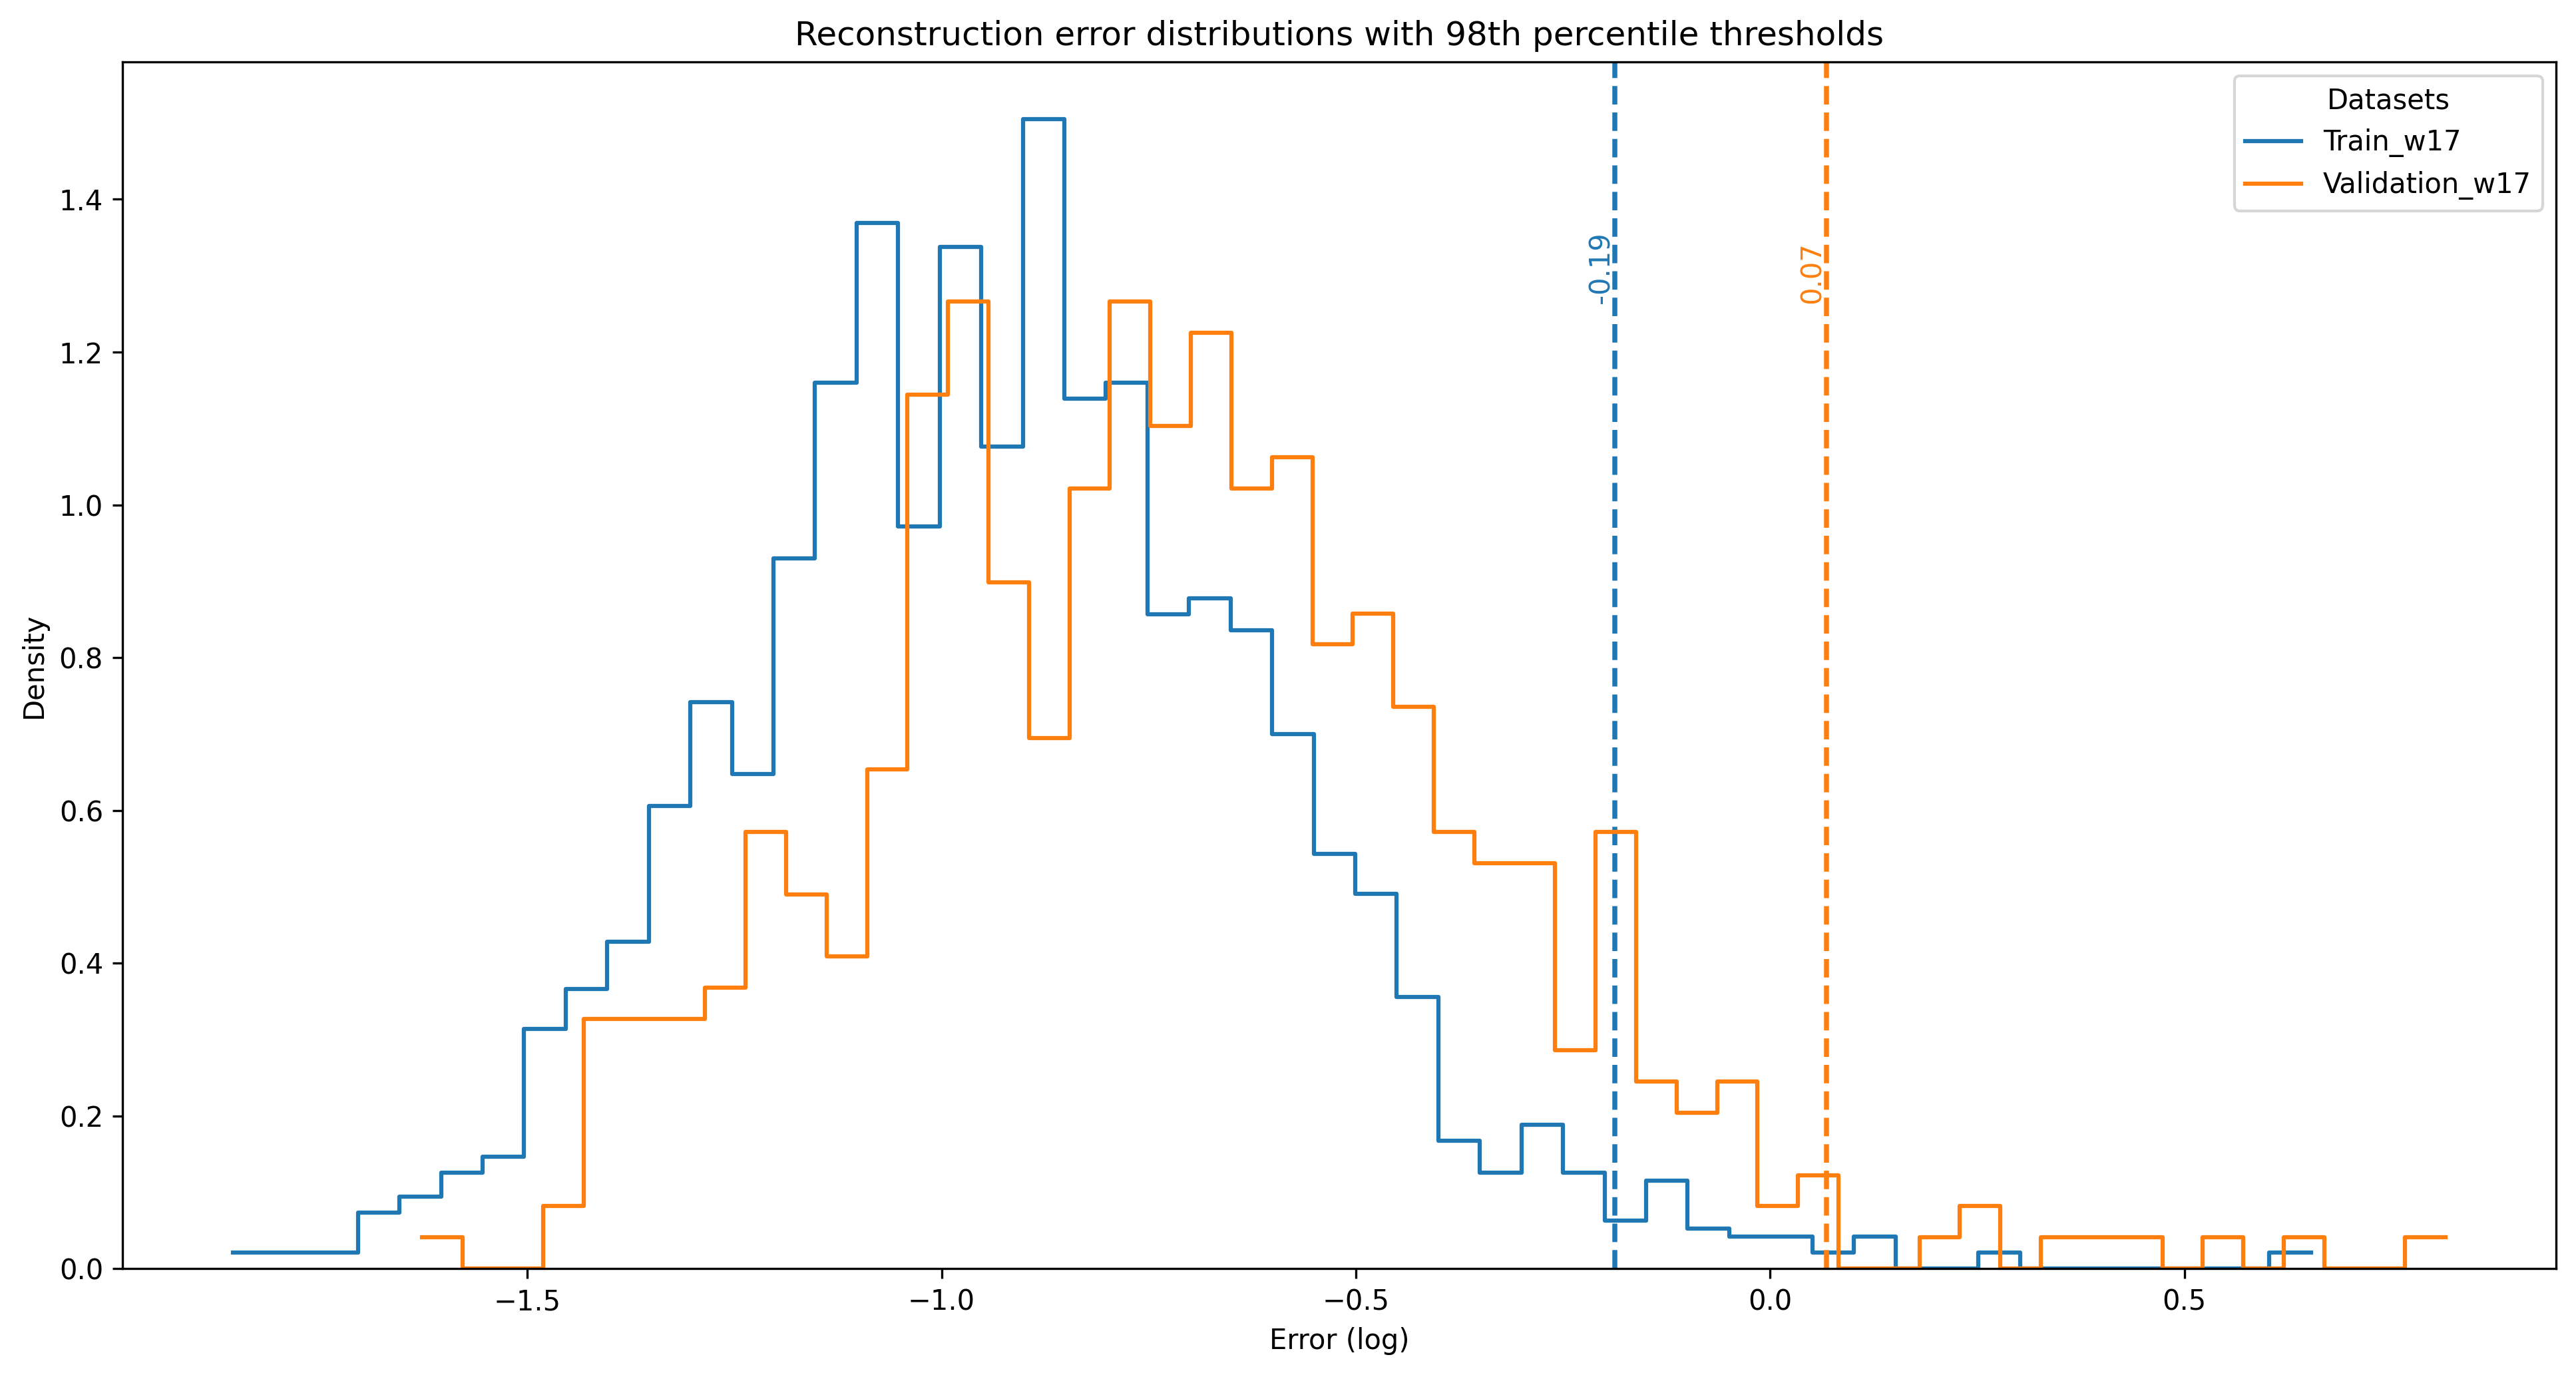 Reconstruction error distributions with 98th percentile thresholds
Datasets
Train_w17
Validation_w17
-0.19
0.07
1.4
1.2
1.0
0.8
0.6
0.4
0.2
0.0
Density
−1.5
−1.0
−0.5
0.0
0.5
Error (log)